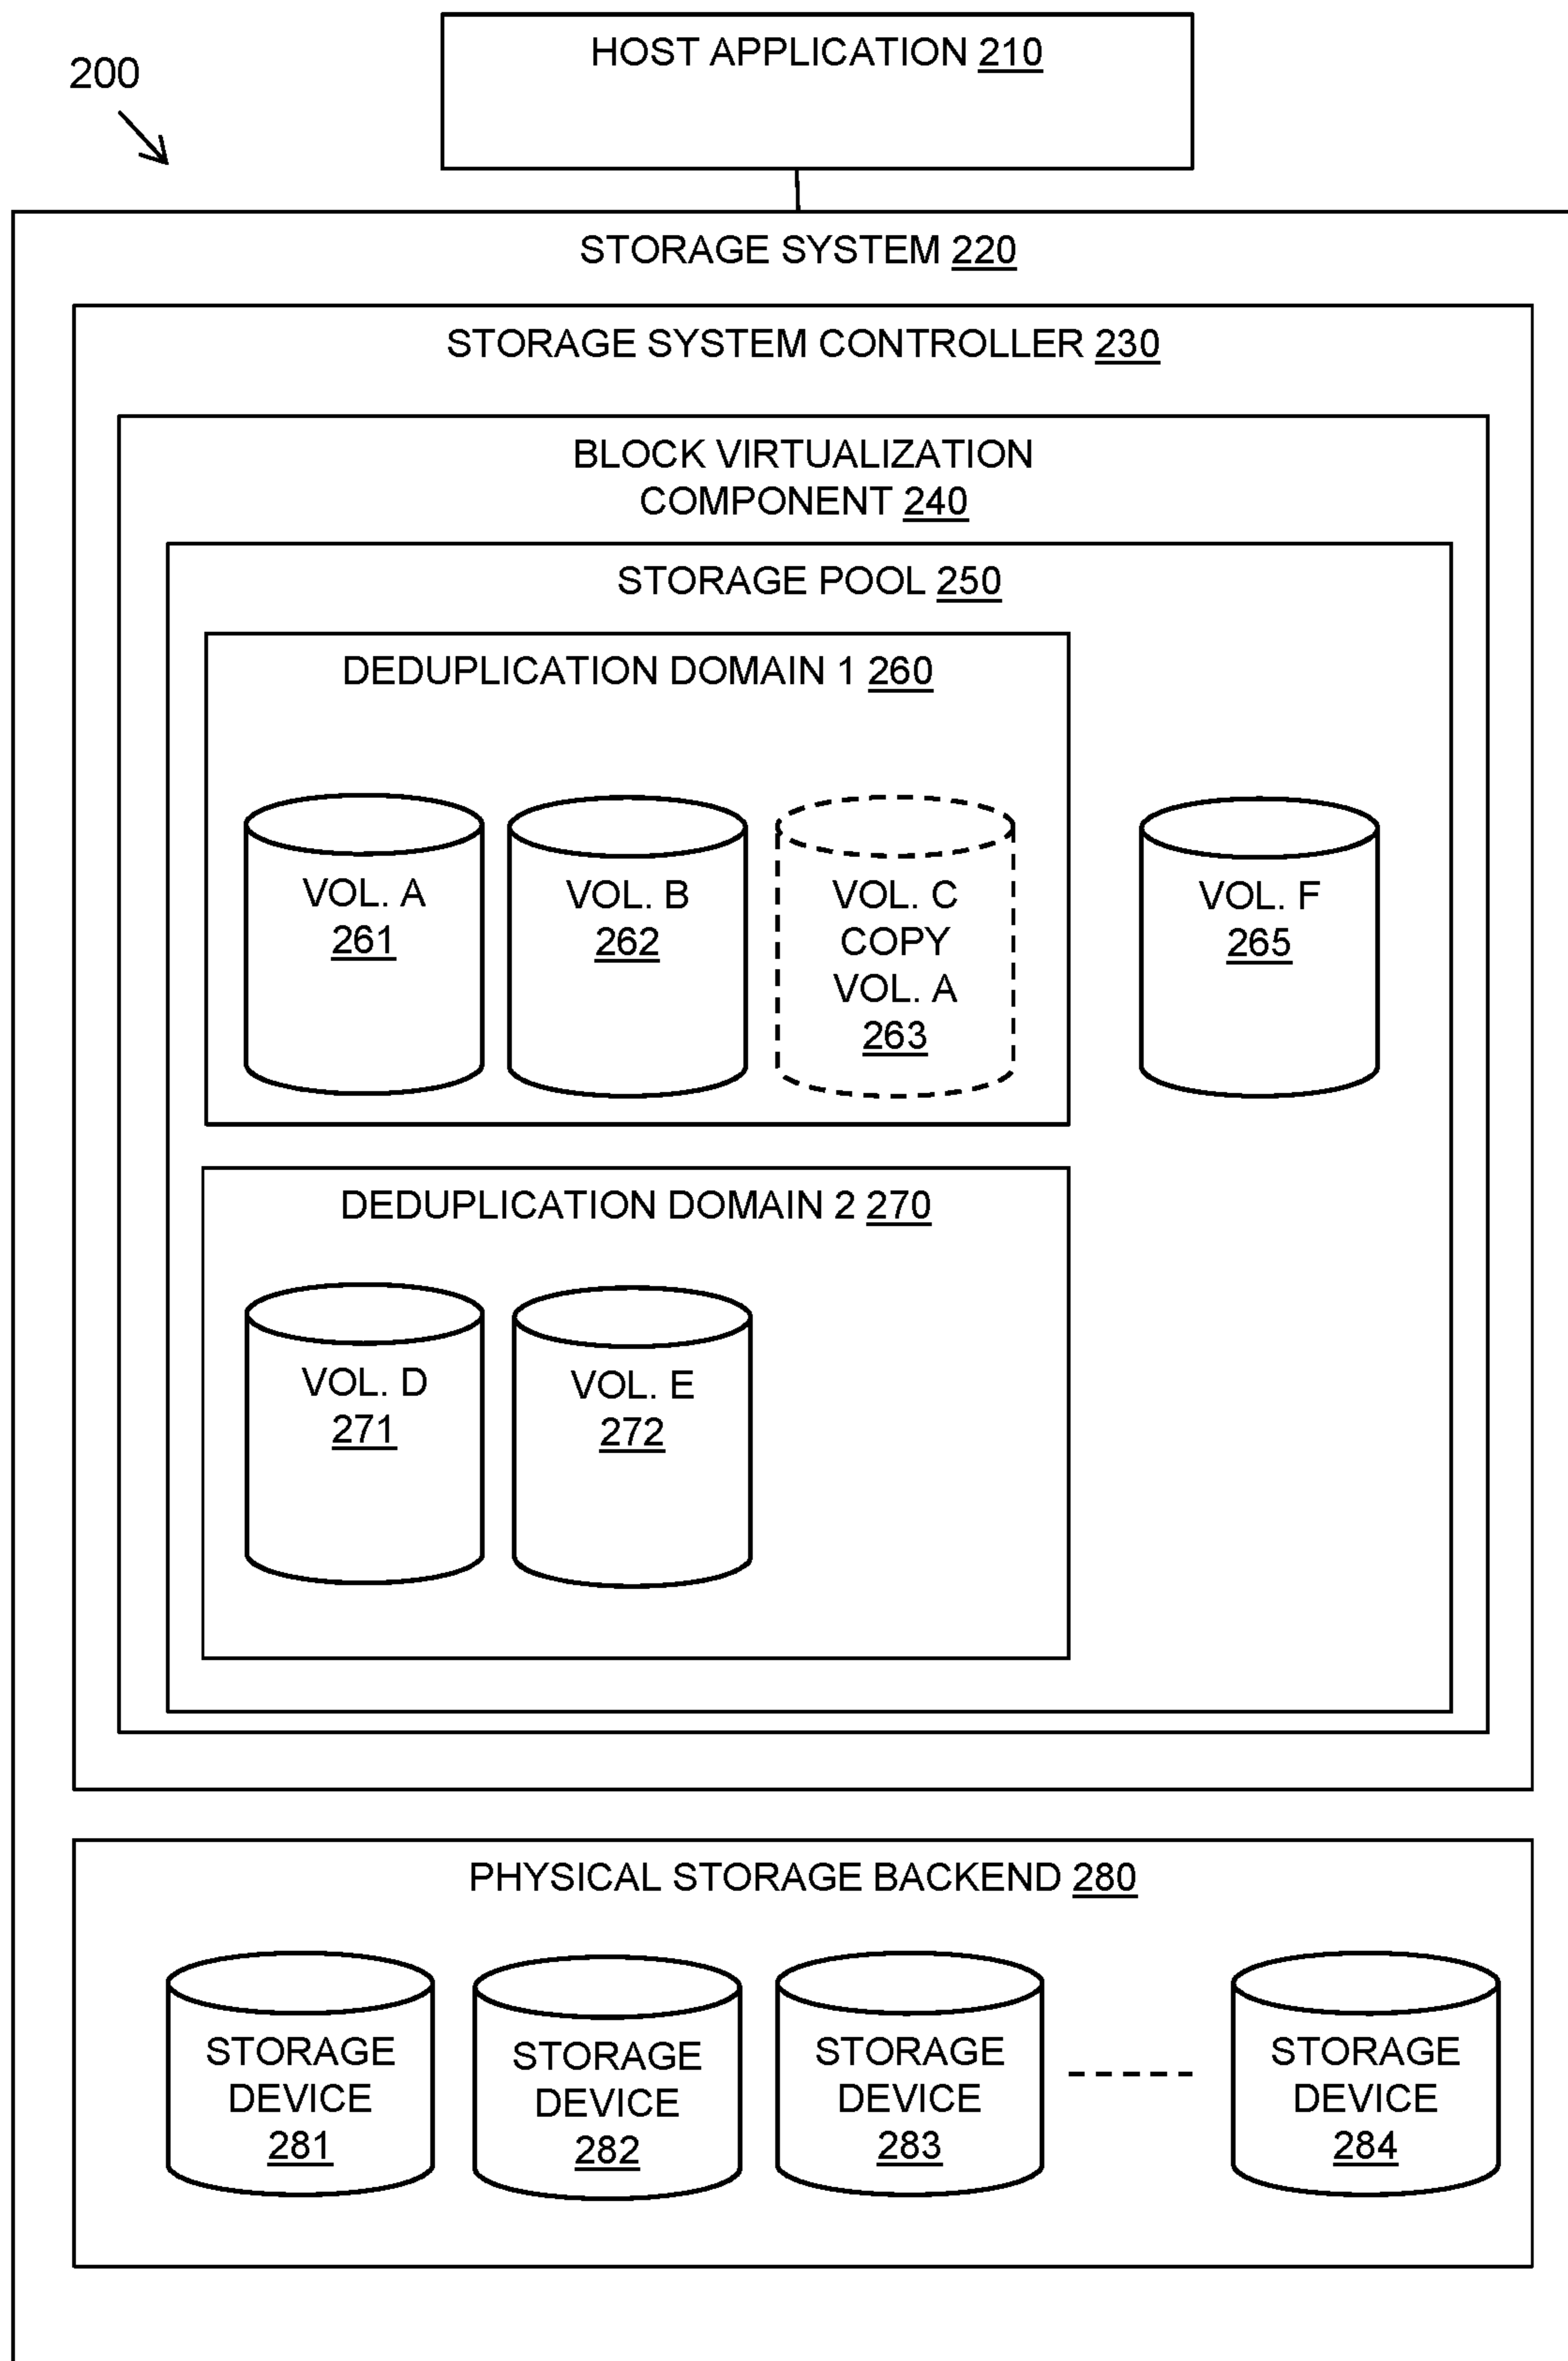 200
HOST APPLICATION 210
STORAGE SYSTEM 220
STORAGE SYSTEM CONTROLLER 230
BLOCK VIRTUALIZATION
COMPONENT 240
STORAGE POOL 250
DEDUPLICATION DOMAIN 1 260
VOL. A
261
VOL. B
262
VOL. C
COPY
VOL. A
263
VOL. F
265
DEDUPLICATION DOMAIN 2 270
VOL. D
271
VOL. E
272
PHYSICAL STORAGE BACKEND 280
STORAGE
DEVICE
281
STORAGE
DEVICE
282
STORAGE
DEVICE
283
STORAGE
DEVICE
284